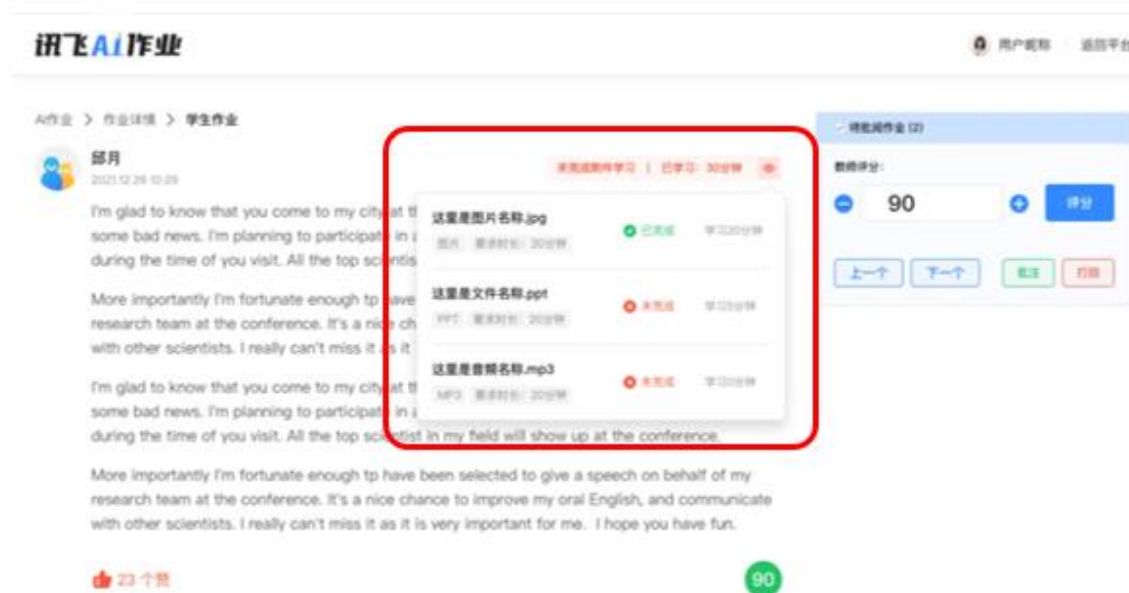 讯飞AI作业
用户昵称 返回平台
AI作业 > 作业详情 > 学生作业
邱月
2021.12.26 10:29
未完成附件学习 | 已学习: 30分钟
I'm glad to know that you come to my city at t
some bad news. I'm planning to participate in a
during the time of you visit. All the top scientis
More importantly I'm fortunate enough tp have
research team at the conference. It's a nice ch
with other scientists. I really can't miss it as it
I'm glad to know that you come to my city at t
some bad news. I'm planning to participate in a
during the time of you visit. All the top scientist in my field will show up at the conference.
More importantly I'm fortunate enough tp have been selected to give a speech on behalf of my
research team at the conference. It's a nice chance to improve my oral English, and communicate
with other scientists. I really can't miss it as it is very important for me. I hope you have fun.
这里是图片名称.jpg
图片 要求时长: 20分钟
已完成 学习20分钟
这里是文件名称.ppt
PPT 要求时长: 20分钟
未完成 学习5分钟
这里是音频名称.mp3
MP3 要求时长: 20分钟
未完成 学习0分钟
23 个赞
90
待批阅作业 (2)
教师评分:
90
评分
上一个 下一个 批注 打回